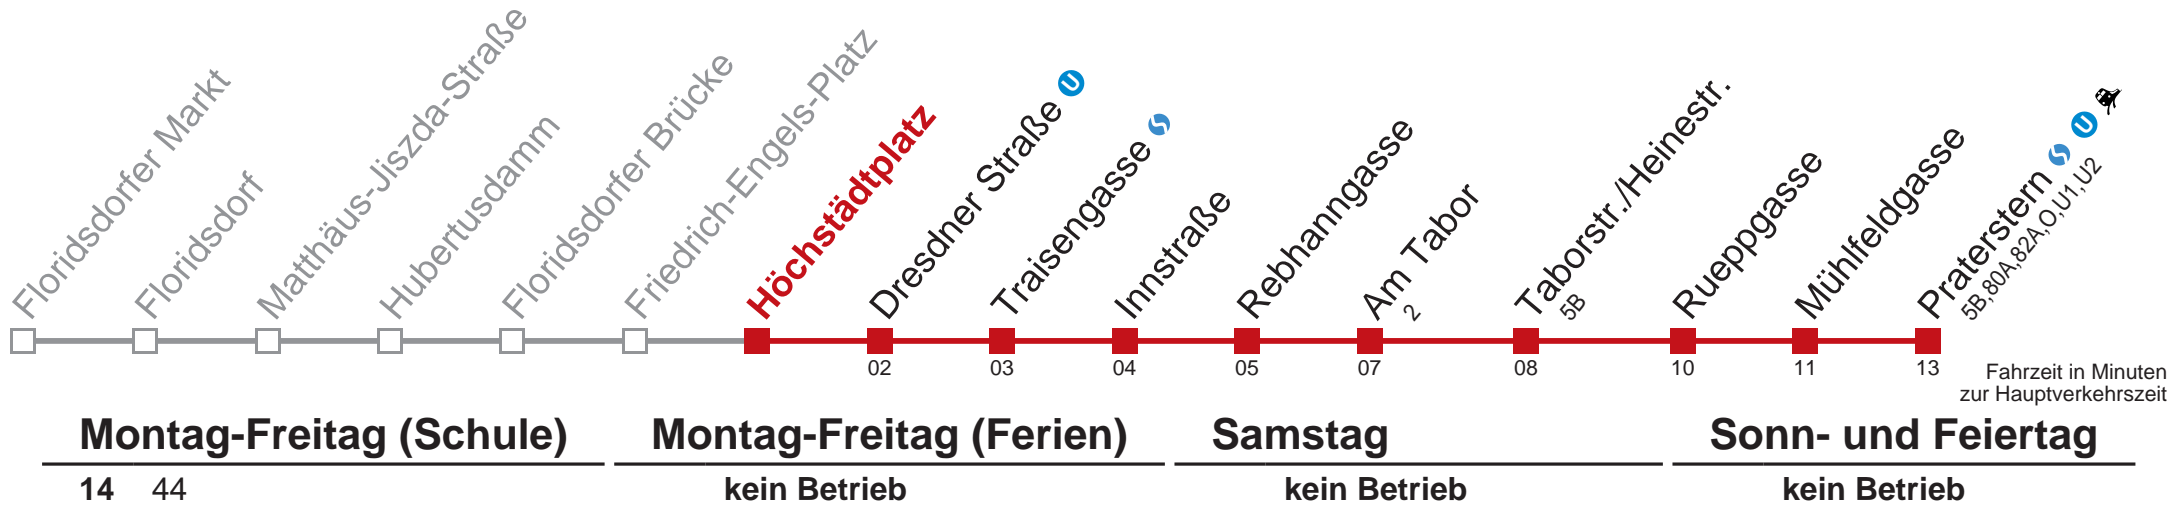 Floridsdorfer Markt
Floridsdorf
Matthäus-Jiszda-Straße
Hubertusdamm
Floridsdorfer Brücke
Friedrich-Engels-Platz
Höchstädtplatz
Dresdner Straße U
Traisengasse S
Innstraße
Rebhanngasse
Am Tabor
2
Taborstr./Heinestr.
5B
Rueppgasse
Mühlfeldgasse
Praterstern S U
5B,80A,82A,O,U1,U2
02 03 04 05 07 08 10 11 13
Fahrzeit in Minuten
zur Hauptverkehrszeit
Montag-Freitag (Schule) Montag-Freitag (Ferien) Samstag Sonn- und Feiertag
14 44 kein Betrieb kein Betrieb kein Betrieb